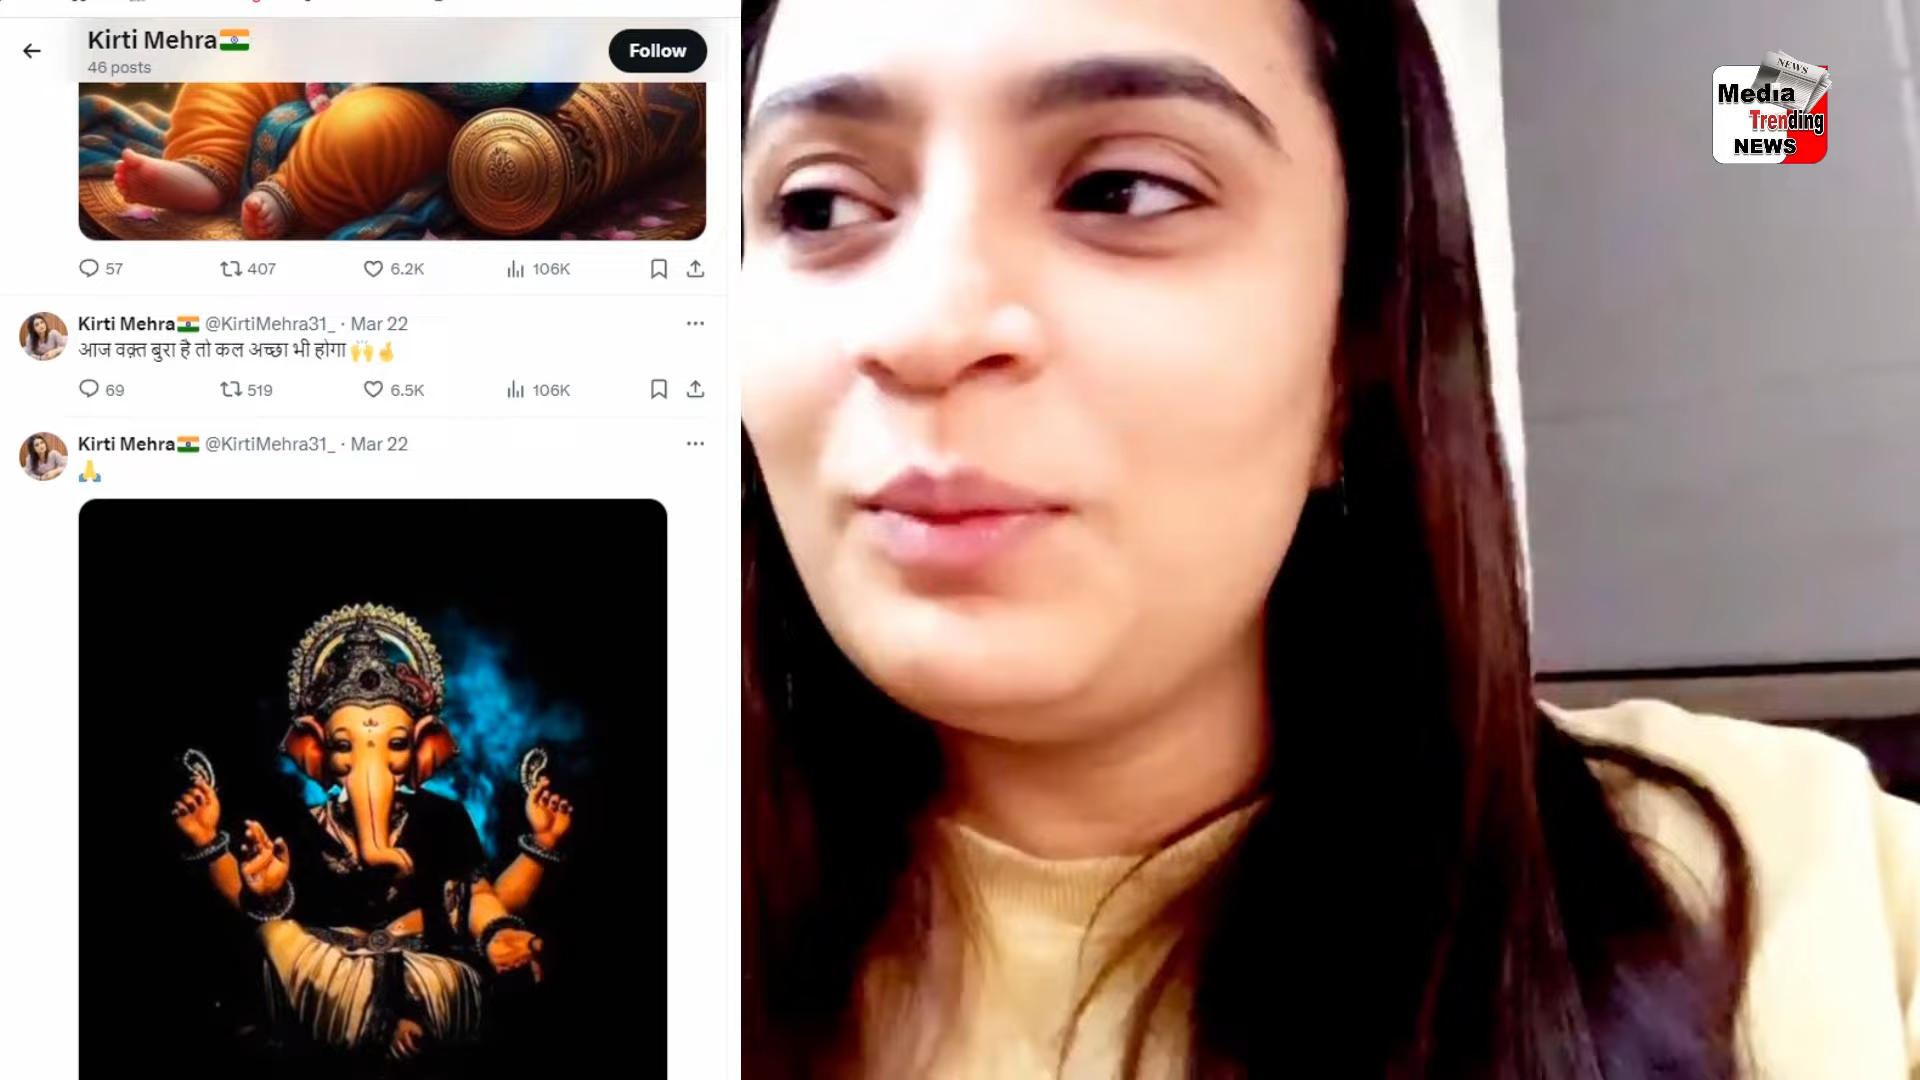 Kirti Mehra🇮🇳
46 posts
Follow
57
407
6.2K
106K
Kirti Mehra🇮🇳 @KirtiMehra31_ · Mar 22
आज वक़्त बुरा है तो कल अच्छा भी होगा 🙌🤞
69
519
6.5K
106K
Kirti Mehra🇮🇳 @KirtiMehra31_ · Mar 22
🙏
NEWS
Media
Trending
NEWS